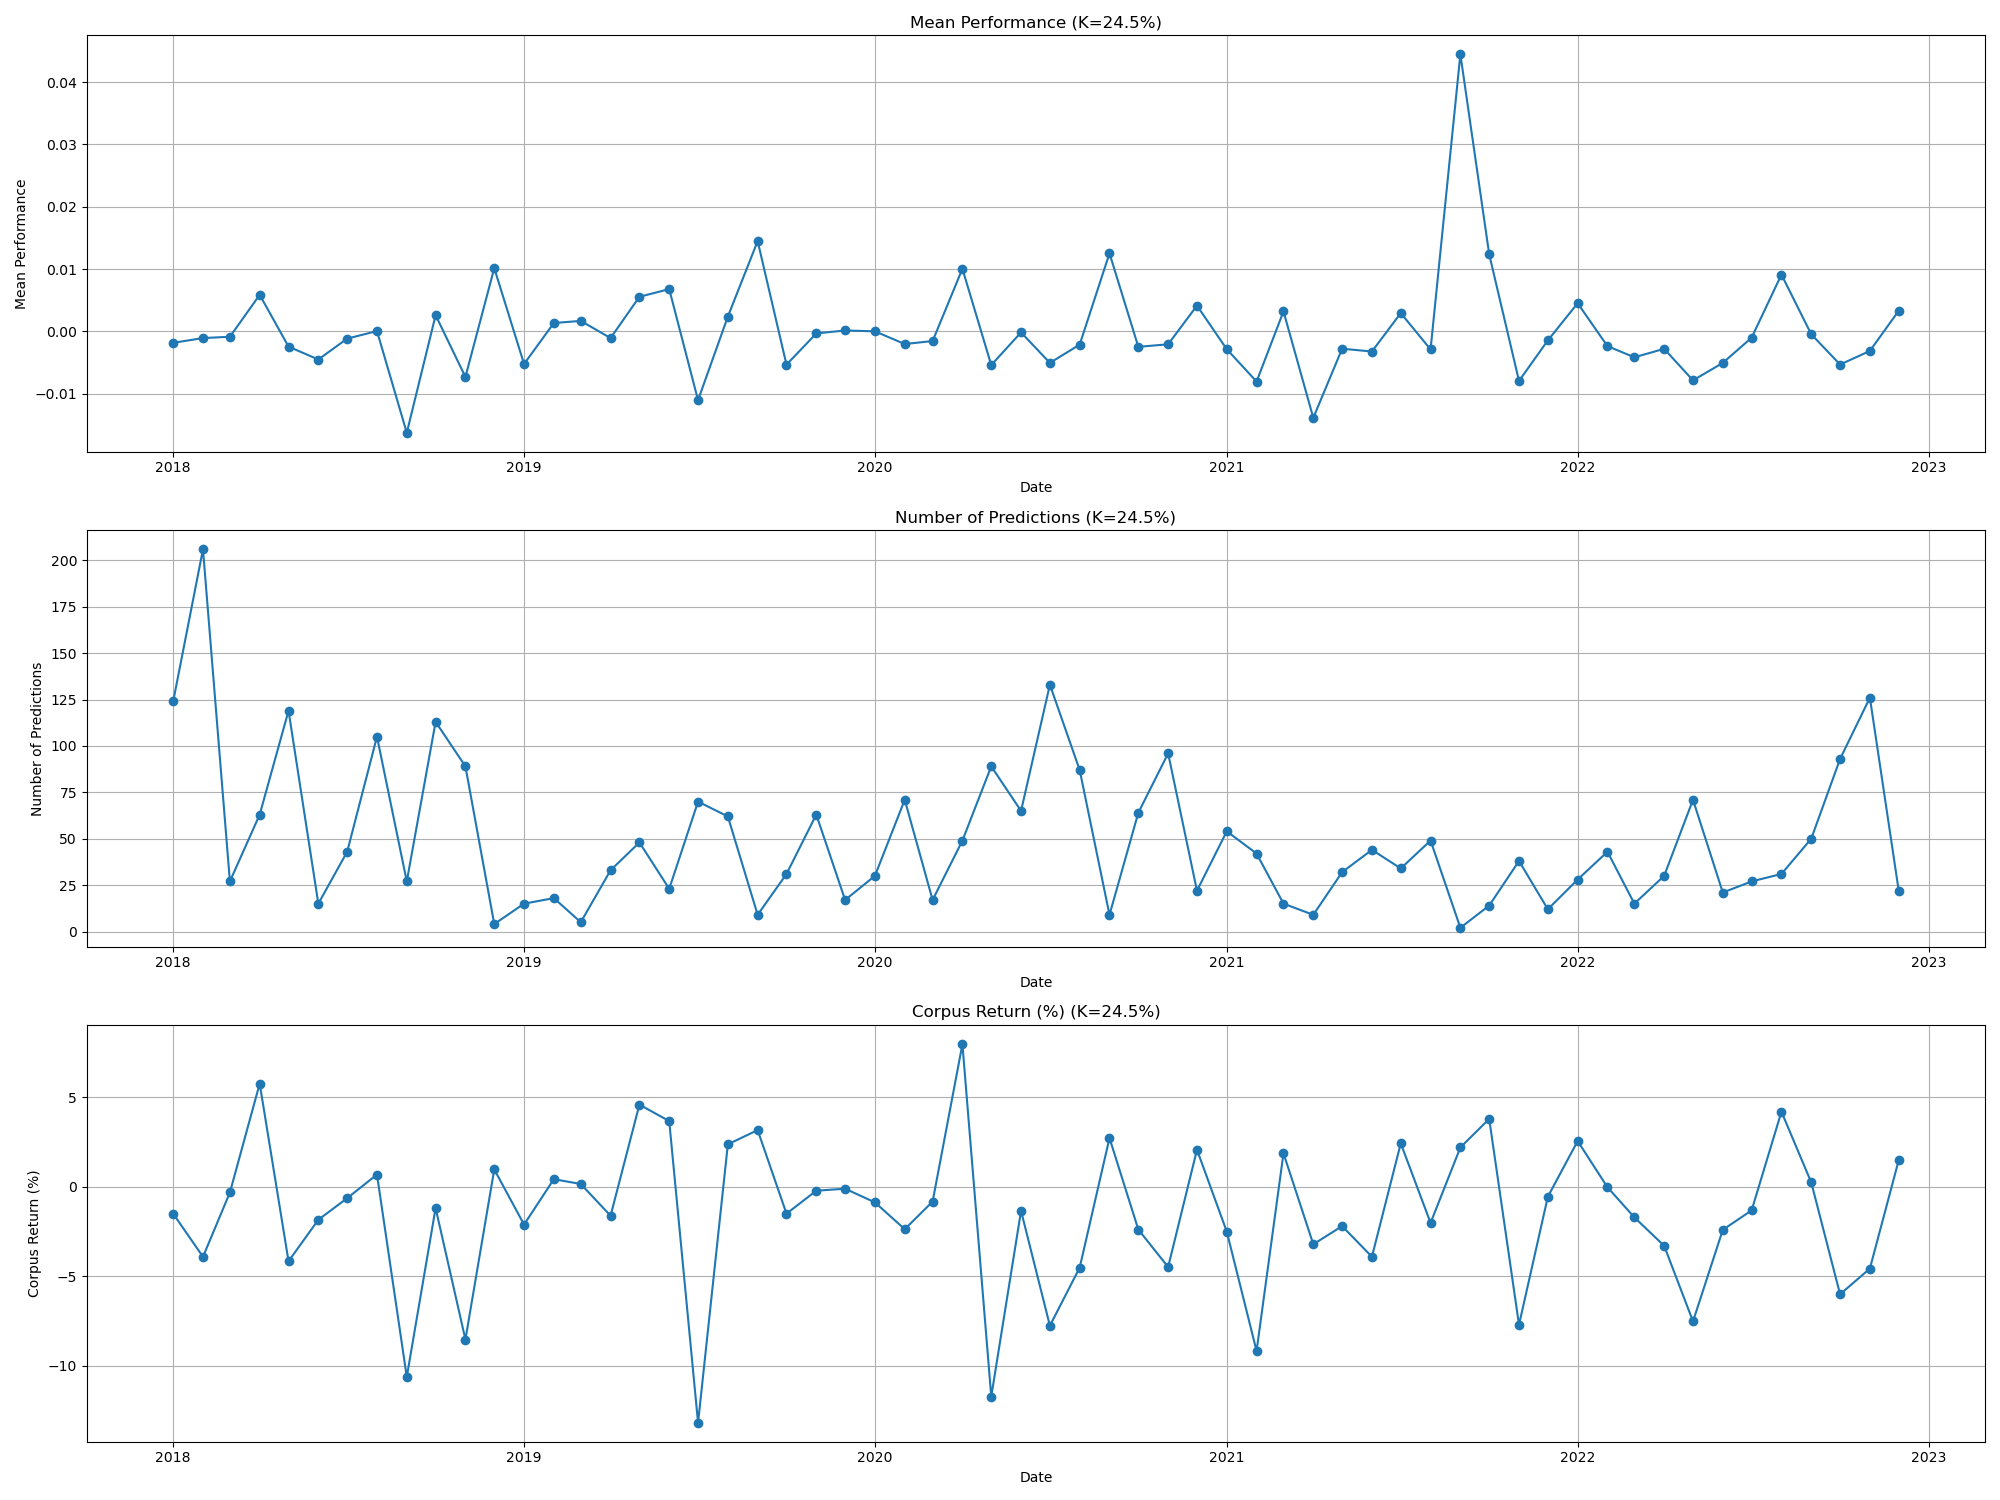 Mean Performance (K=24.5%)
0.04
0.03
0.02
0.01
0.00
−0.01
Mean Performance
2018 2019 2020 2021 2022 2023
Date
Number of Predictions (K=24.5%)
200
175
150
125
100
75
50
25
0
Number of Predictions
2018 2019 2020 2021 2022 2023
Date
Corpus Return (%) (K=24.5%)
5
0
−5
−10
Corpus Return (%)
2018 2019 2020 2021 2022 2023
Date